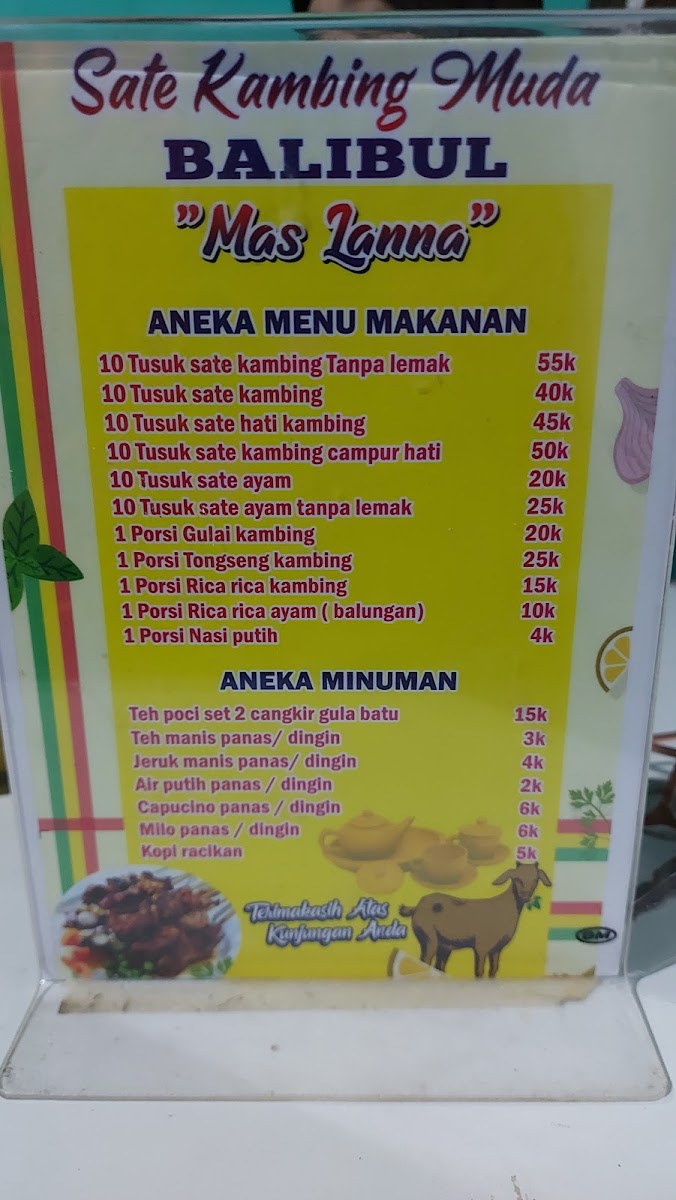 Sate Kambing Muda
BALIBUL
"Mas Lanna"
ANEKA MENU MAKANAN
10 Tusuk sate kambing Tanpa lemak 55k
10 Tusuk sate kambing 40k
10 Tusuk sate hati kambing 45k
10 Tusuk sate kambing campur hati 50k
10 Tusuk sate ayam 20k
10 Tusuk sate ayam tanpa lemak 25k
1 Porsi Gulai kambing 20k
1 Porsi Tongseng kambing 25k
1 Porsi Rica rica kambing 15k
1 Porsi Rica rica ayam ( balungan) 10k
1 Porsi Nasi putih 4k
ANEKA MINUMAN
Teh poci set 2 cangkir gula batu 15k
Teh manis panas/ dingin 3k
Jeruk manis panas/ dingin 4k
Air putih panas / dingin 2k
Capucino panas / dingin 6k
Milo panas / dingin 6k
Kopi racikan 5k
Terimakasih Atas
Kunjungan Anda
GM